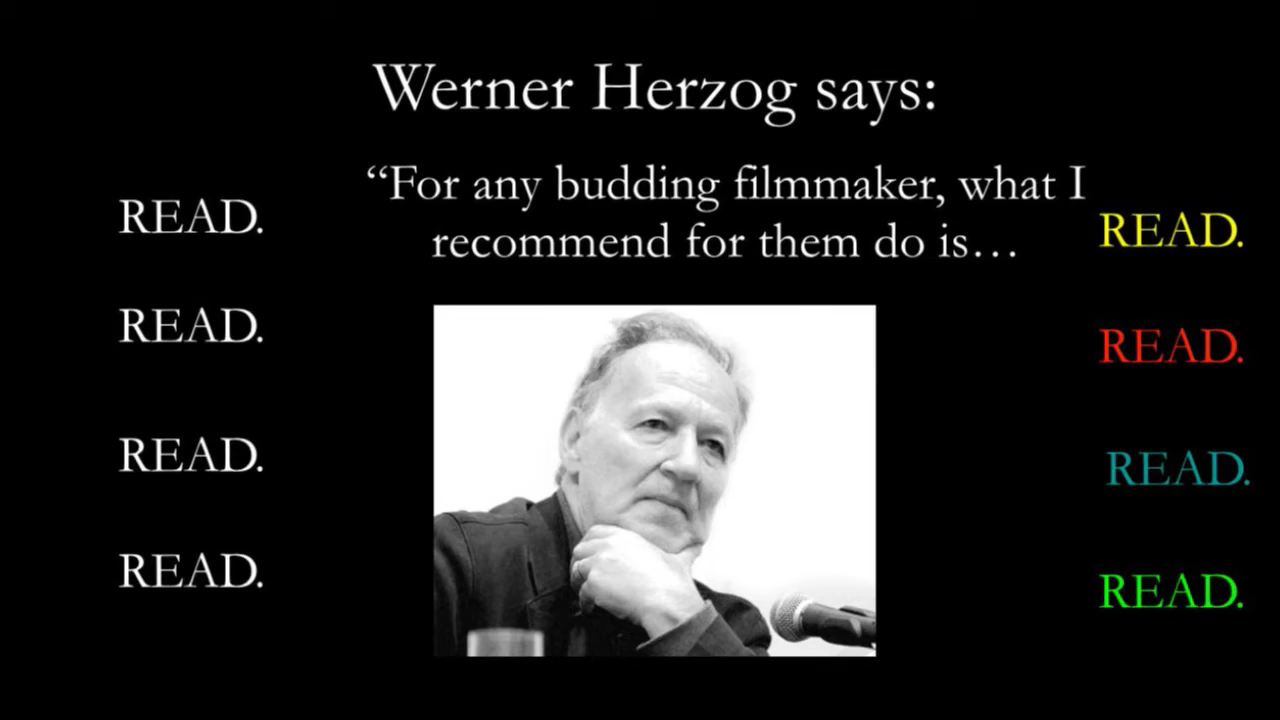 Werner Herzog says:
“For any budding filmmaker, what I
recommend for them do is…
READ.
READ.
READ.
READ.
READ.
READ.
READ.
READ.